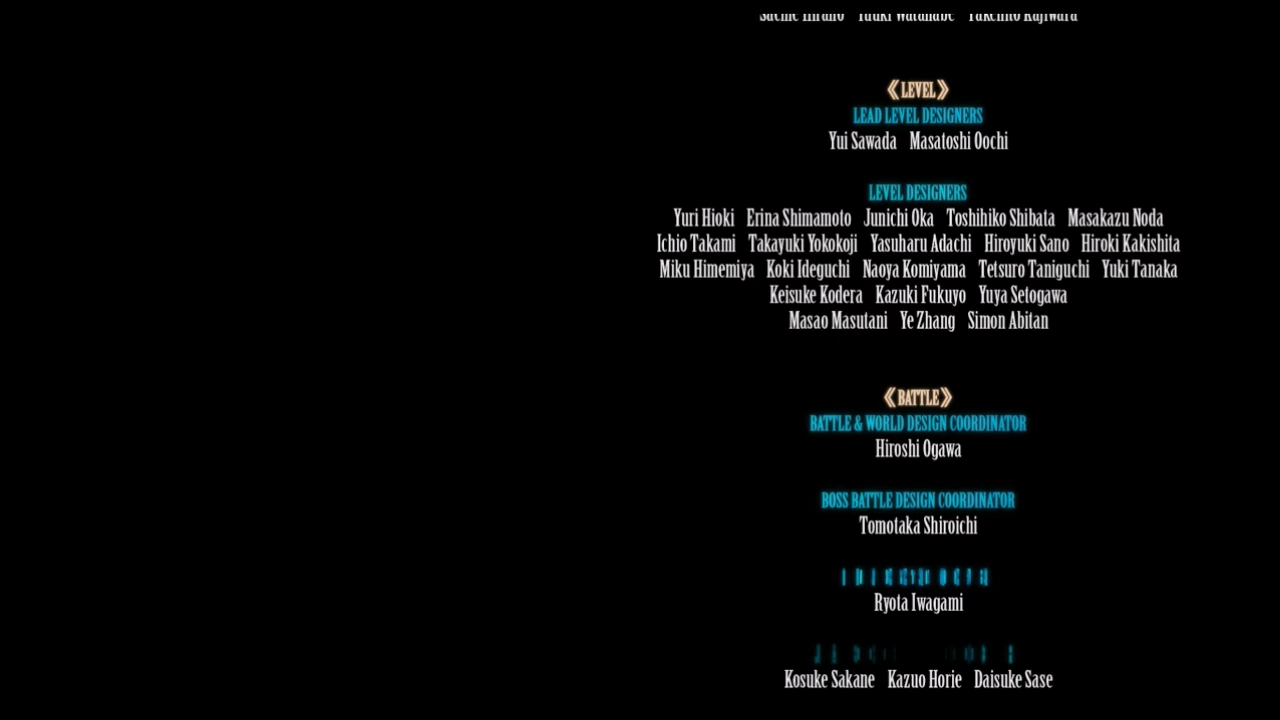 《LEVEL》
LEAD LEVEL DESIGNERS
Yui Sawada Masatoshi Oochi
LEVEL DESIGNERS
Yuri Hioki Erina Shimamoto Junichi Oka Toshihiko Shibata Masakazu Noda
Ichio Takami Takayuki Yokokoji Yasuharu Adachi Hiroyuki Sano Hiroki Kakishita
Miku Himemiya Koki Ideguchi Naoya Komiyama Tetsuro Taniguchi Yuki Tanaka
Keisuke Kodera Kazuki Fukuyo Yuya Setogawa
Masao Masutani Ye Zhang Simon Abitan
《BATTLE》
BATTLE & WORLD DESIGN COORDINATOR
Hiroshi Ogawa
BOSS BATTLE DESIGN COORDINATOR
Tomotaka Shiroichi
Ryota Iwagami
Kosuke Sakane Kazuo Horie Daisuke Sase